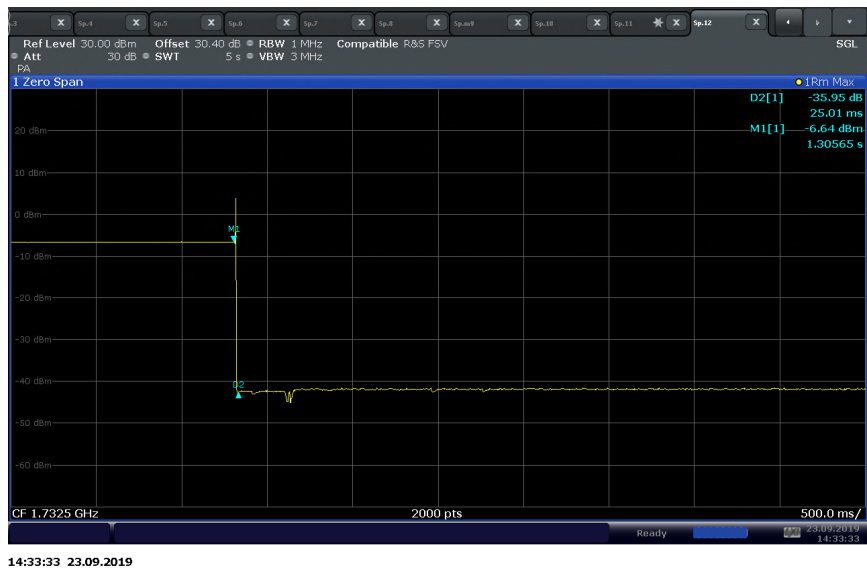 .3 X Sp.4 X Sp.5 X Sp.6 X Sp.7 X Sp.8 X Sp.m9 X Sp.10 X Sp.11 X Sp.12 X
Ref Level 30.00 dBm Offset 30.40 dB RBW 1 MHz Compatible R&S FSV SGL
Att 30 dB SWT 5 s VBW 3 MHz
PA
1 Zero Span 1Rm Max
D2[1] -35.95 dB
25.01 ms
M1[1] -6.64 dBm
1.30565 s
20 dBm
10 dBm
0 dBm
M1
-10 dBm
-20 dBm
-30 dBm
-40 dBm
D2
-50 dBm
-60 dBm
CF 1.7325 GHz 2000 pts 500.0 ms/
Ready 23.09.2019
14:33:33
14:33:33 23.09.2019